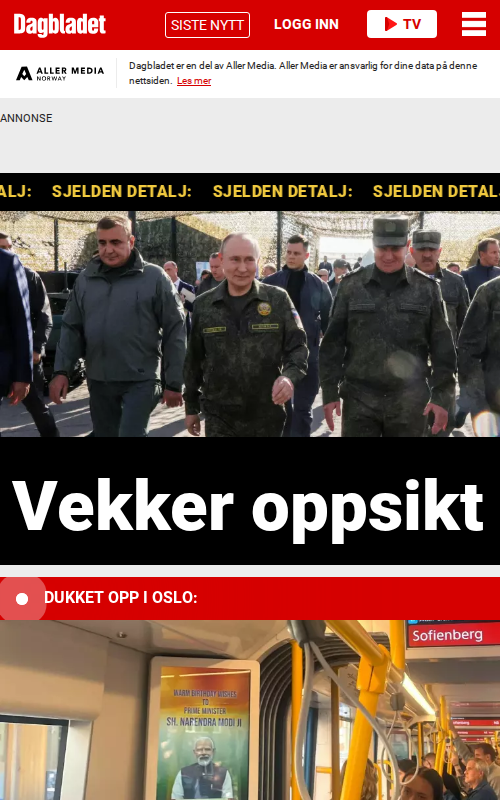 Dagbladet
SISTE NYTT
LOGG INN
TV
ALLER MEDIA
NORWAY
Dagbladet er en del av Aller Media. Aller Media er ansvarlig for dine data på denne
nettsiden. Les mer
ANNONSE
ALJ: SJELDEN DETALJ: SJELDEN DETALJ: SJELDEN DETAL
Vekker oppsikt
DUKKET OPP I OSLO:
Sofienberg
WARM BIRTHDAY WISHES
TO
PRIME MINISTER
SH. NARENDRA MODI JI